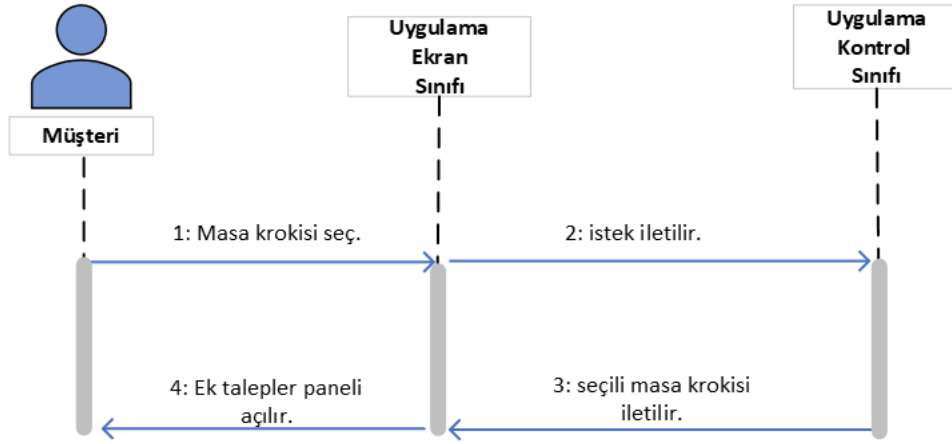 Müşteri
Uygulama
Ekran
Sınıfı
Uygulama
Kontrol
Sınıfı
1: Masa krokisi seç.
2: istek iletilir.
3: seçili masa krokisi
iletilir.
4: Ek talepler paneli
açılır.